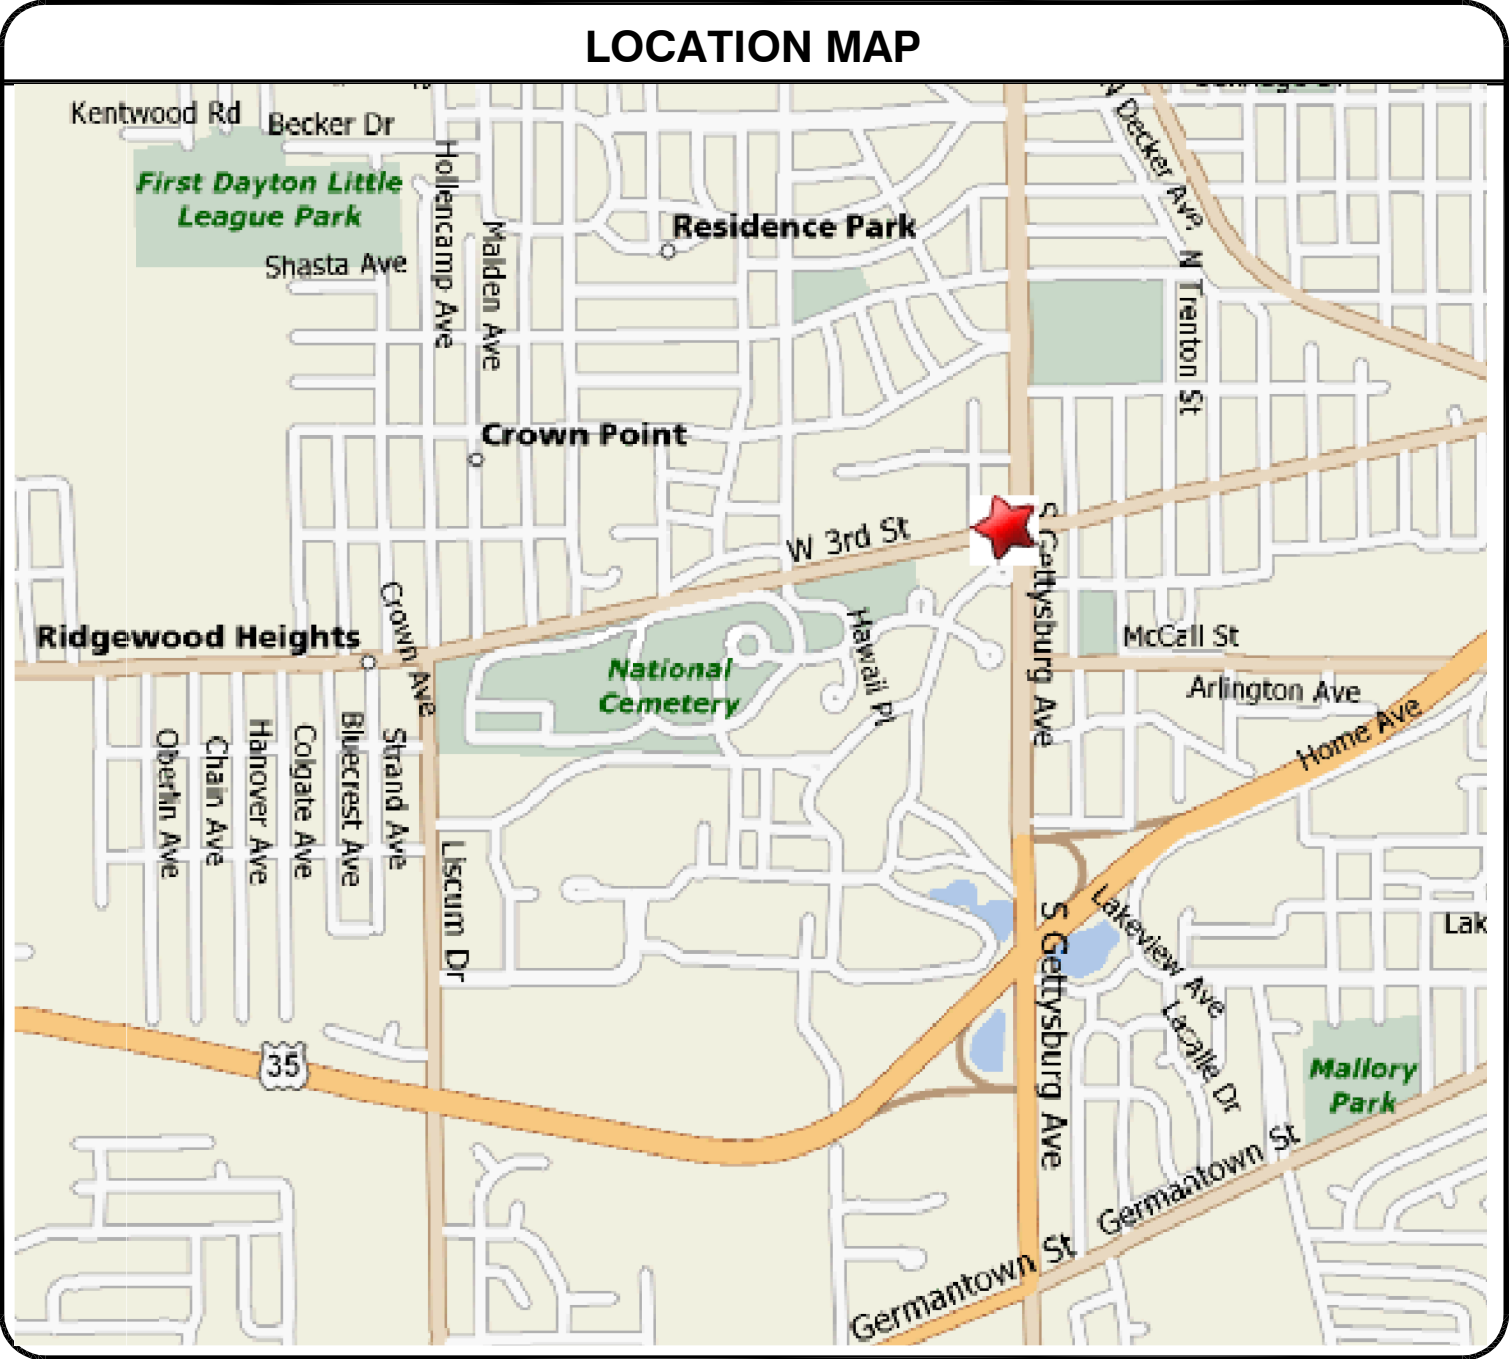 LOCATION MAP
Kentwood Rd
Becker Dr
N Decker Ave
First Dayton Little
League Park
Hollencamp Ave
Malden Ave
Residence Park
Shasta Ave
N Trenton St
Crown Point
W 3rd St
S Gettysburg Ave
Crown Ave
Ridgewood Heights
Hawaii Pl
McCall St
National
Cemetery
Arlington Ave
Home Ave
Oberlin Ave
Chain Ave
Hanover Ave
Colgate Ave
Bluecrest Ave
Strand Ave
Liscum Dr
Lakeview Ave
Lak
S Gettysburg Ave
Lasalle Dr
35
Mallory
Park
Germantown St
Germantown St